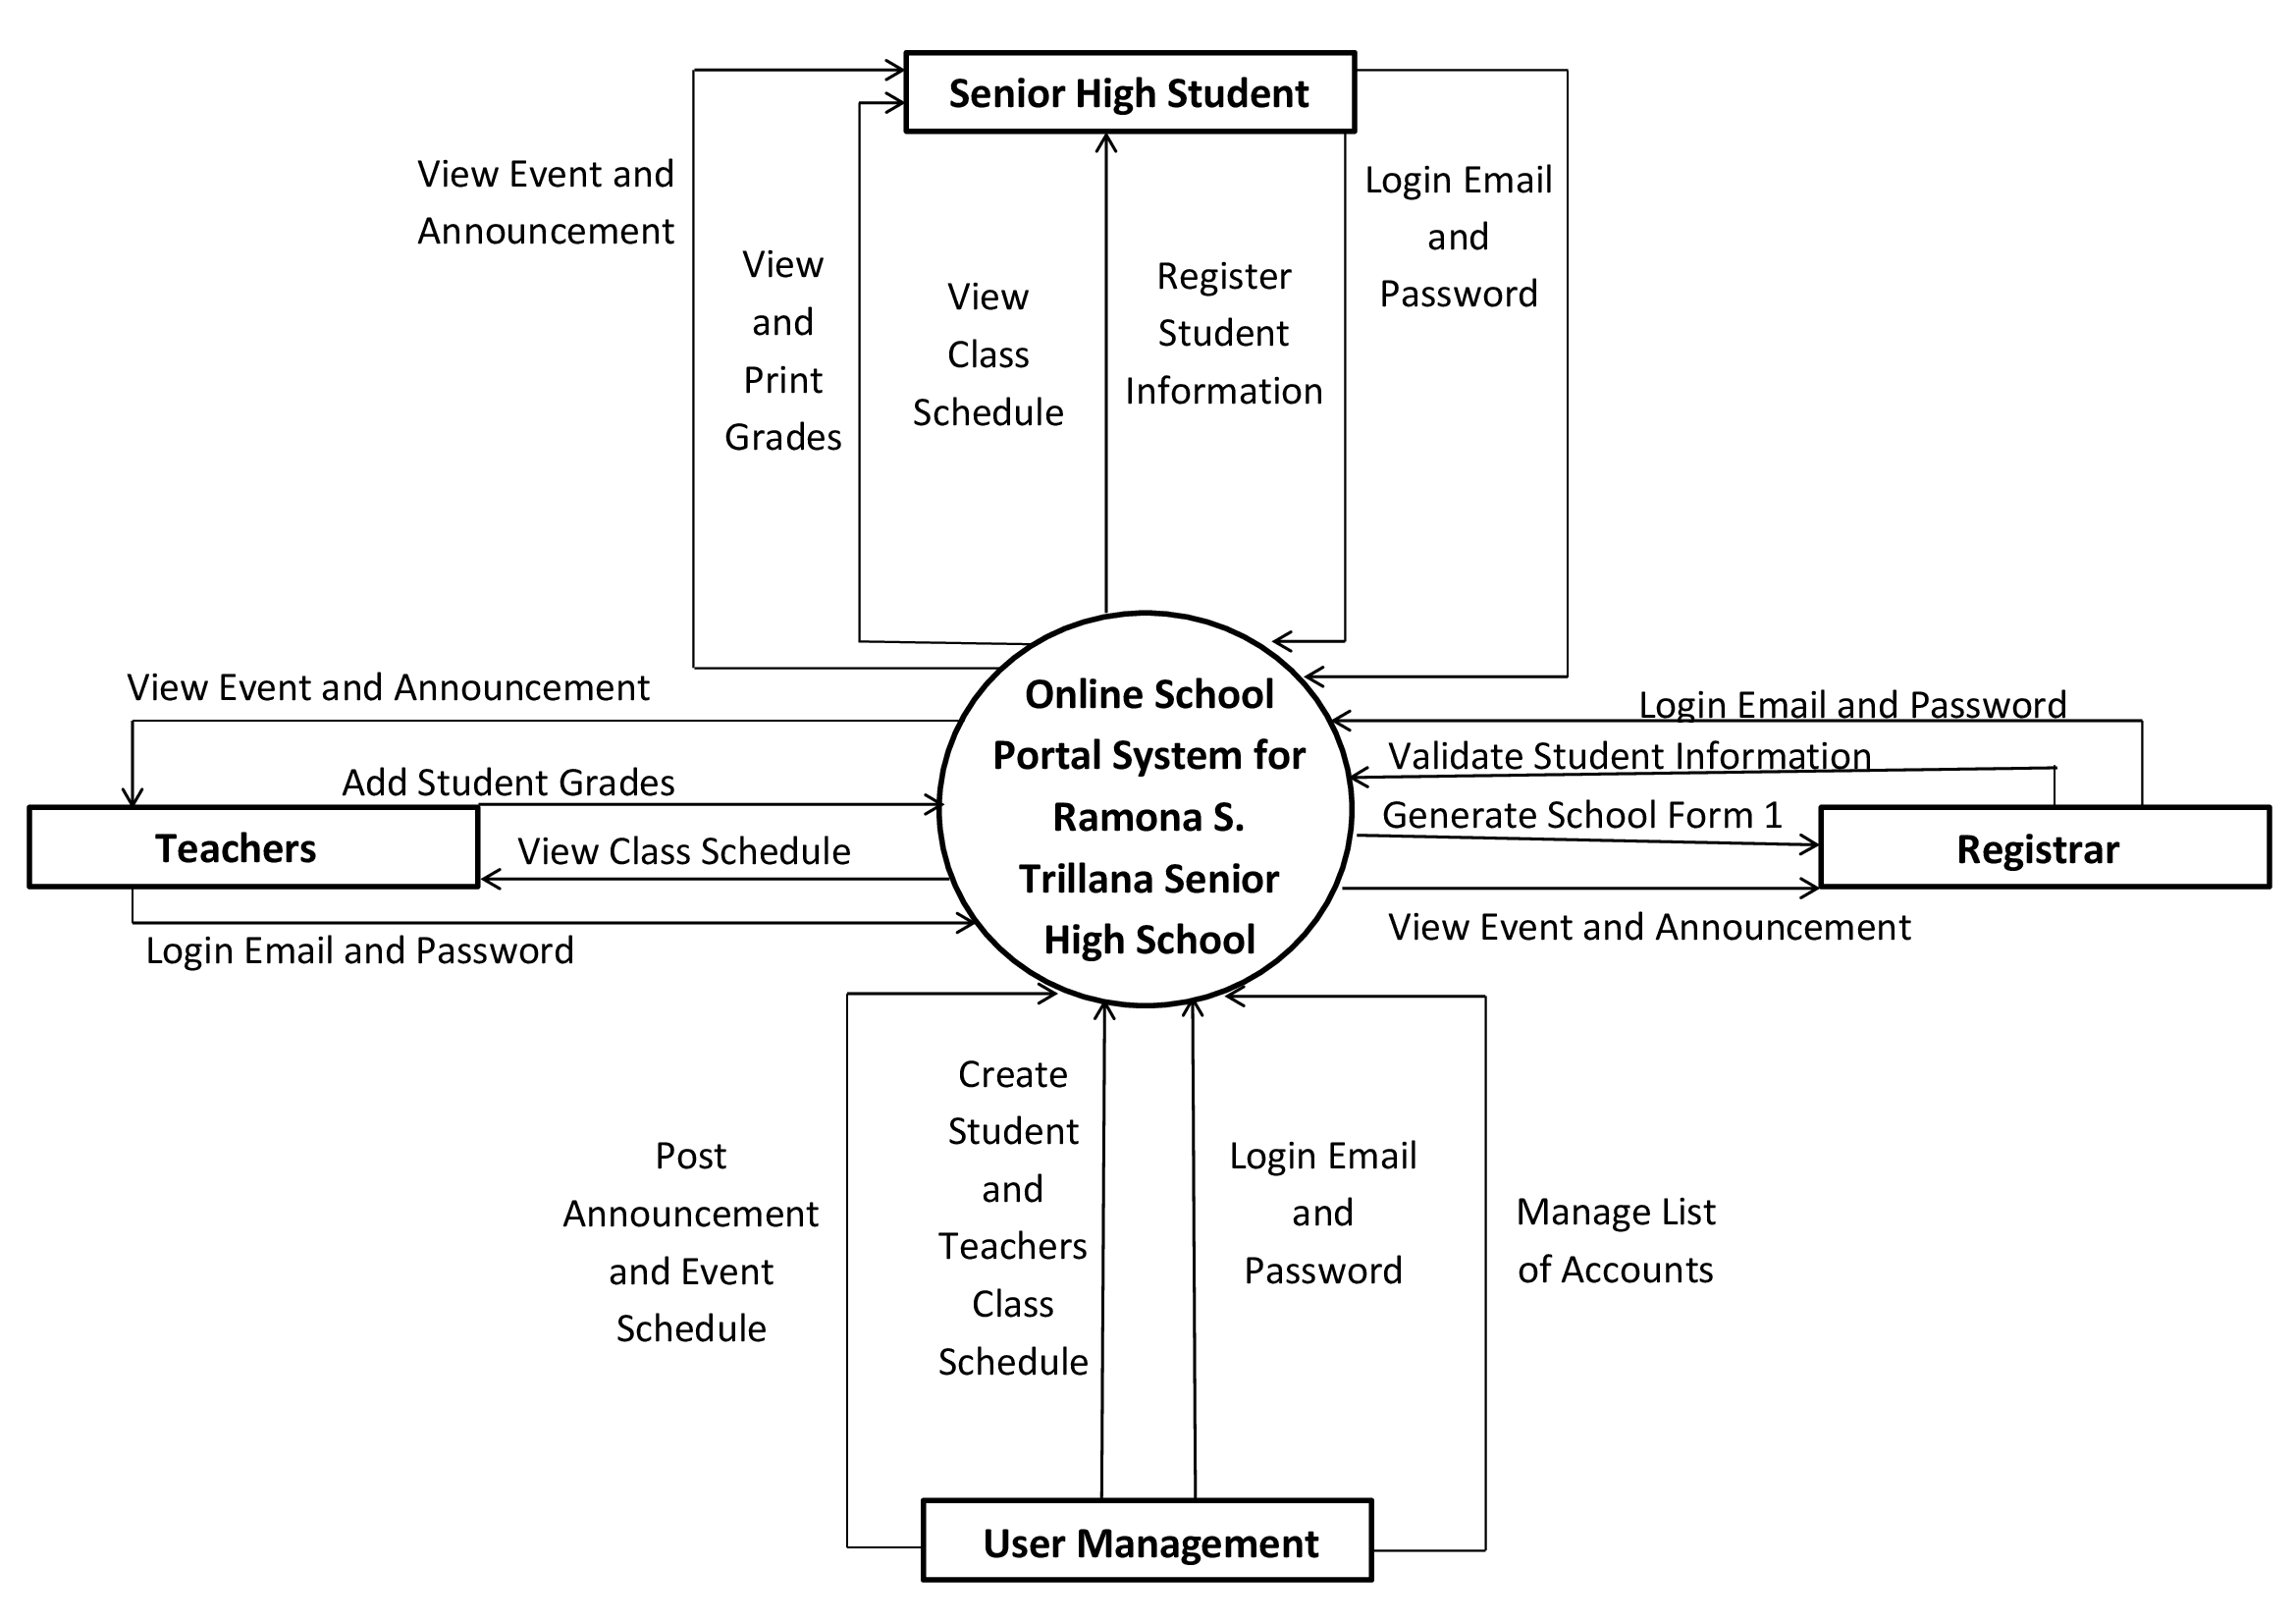 Senior High Student
View Event and
Announcement
Login Email
and
Password
View
and
Print
Grades
View
Class
Schedule
Register
Student
Information
View Event and Announcement
Add Student Grades
Teachers
View Class Schedule
Login Email and Password
Online School
Portal System for
Ramona S.
Trillana Senior
High School
Login Email and Password
Validate Student Information
Generate School Form 1
Registrar
View Event and Announcement
Post
Announcement
and Event
Schedule
Create
Student
and
Teachers
Class
Schedule
Login Email
and
Password
Manage List
of Accounts
User Management